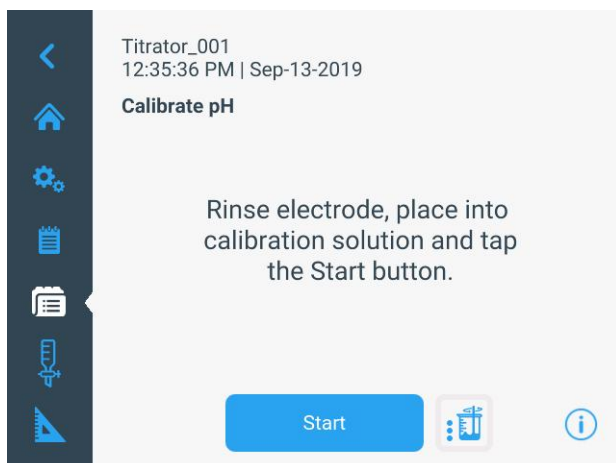 Titrator_001
12:35:36 PM | Sep-13-2019
Calibrate pH
Rinse electrode, place into
calibration solution and tap
the Start button.
Start